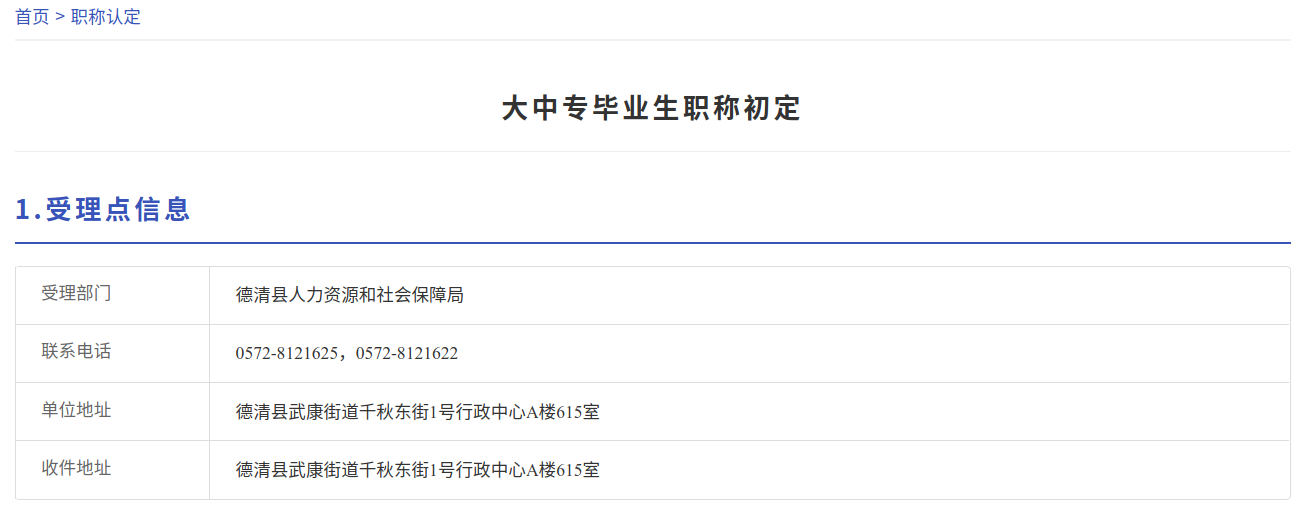 首页 > 职称认定
大中专毕业生职称初定
1.受理点信息
受理部门 德清县人力资源和社会保障局
联系电话 0572-8121625，0572-8121622
单位地址 德清县武康街道千秋东街1号行政中心A楼615室
收件地址 德清县武康街道千秋东街1号行政中心A楼615室